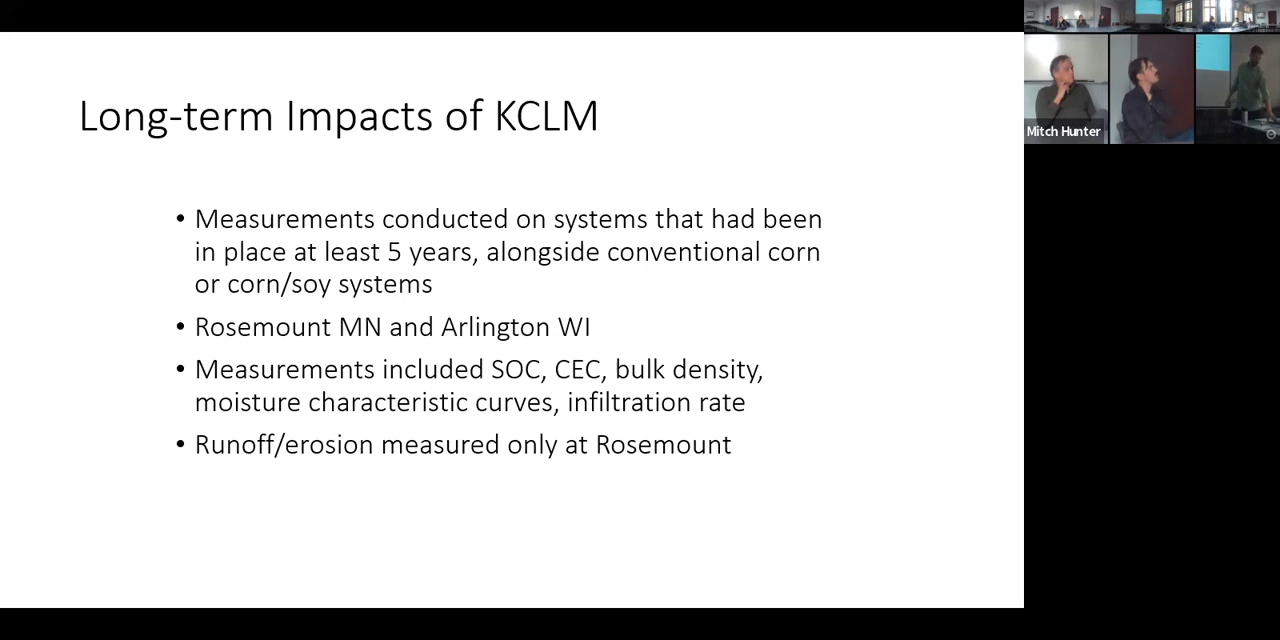 Long-term Impacts of KCLM
• Measurements conducted on systems that had been
in place at least 5 years, alongside conventional corn
or corn/soy systems
• Rosemount MN and Arlington WI
• Measurements included SOC, CEC, bulk density,
moisture characteristic curves, infiltration rate
• Runoff/erosion measured only at Rosemount
Mitch Hunter